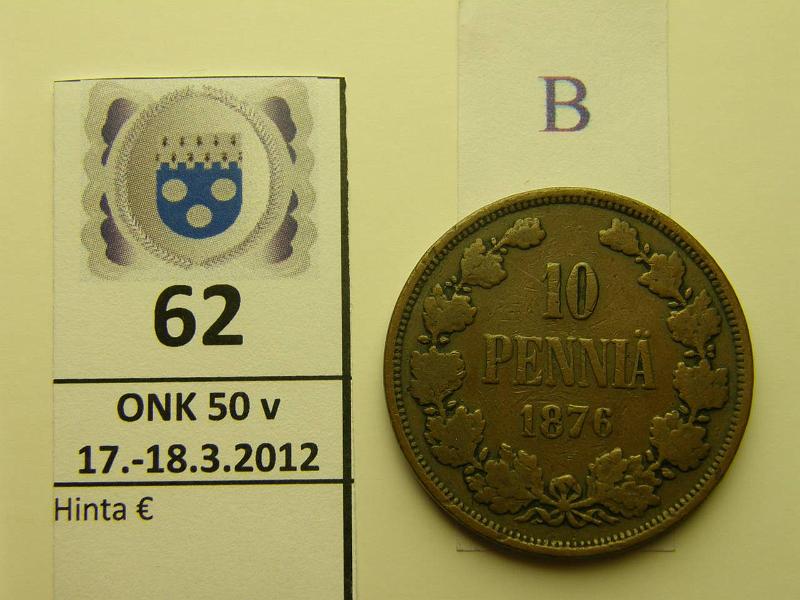 62
ONK 50 v
17.-18.3.2012
Hinta €
B
10
PENNIÄ
1876